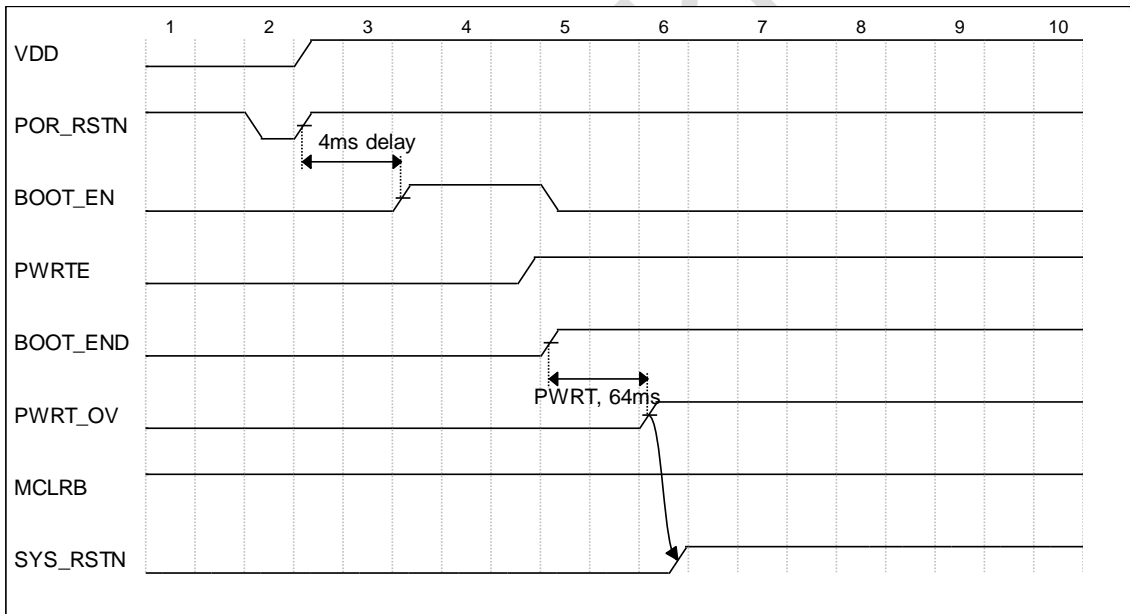 1 2 3 4 5 6 7 8 9 10
VDD
POR_RSTN
4ms delay
BOOT_EN
PWRTE
BOOT_END
PWRT, 64ms
PWRT_OV
MCLRB
SYS_RSTN